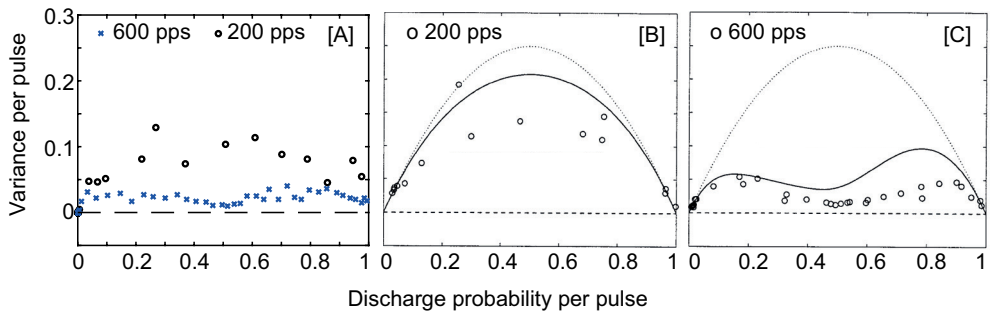 0.3
0.2
0.1
0
Variance per pulse
× 600 pps o 200 pps [A]
o 200 pps [B]
o 600 pps [C]
0 0.2 0.4 0.6 0.8 1
0 0.2 0.4 0.6 0.8 1
0 0.2 0.4 0.6 0.8 1
Discharge probability per pulse